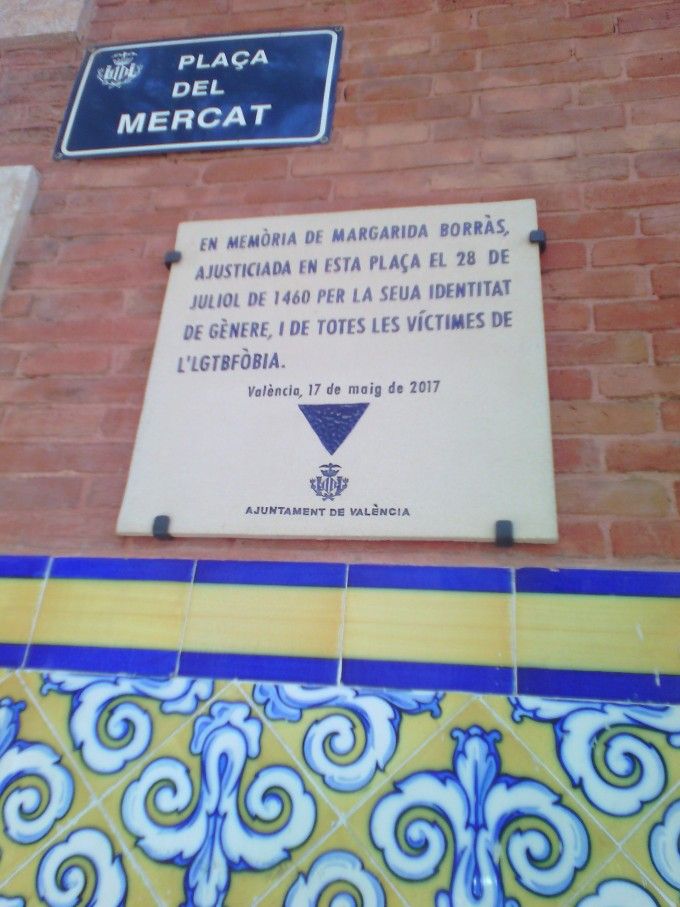 PLAÇA
DEL
MERCAT
EN MEMÒRIA DE MARGARIDA BORRÀS,
AJUSTICIADA EN ESTA PLAÇA EL 28 DE
JULIOL DE 1460 PER LA SEUA IDENTITAT
DE GÈNERE, I DE TOTES LES VÍCTIMES DE
L'LGTBFÒBIA.
València, 17 de maig de 2017
AJUNTAMENT DE VALÈNCIA